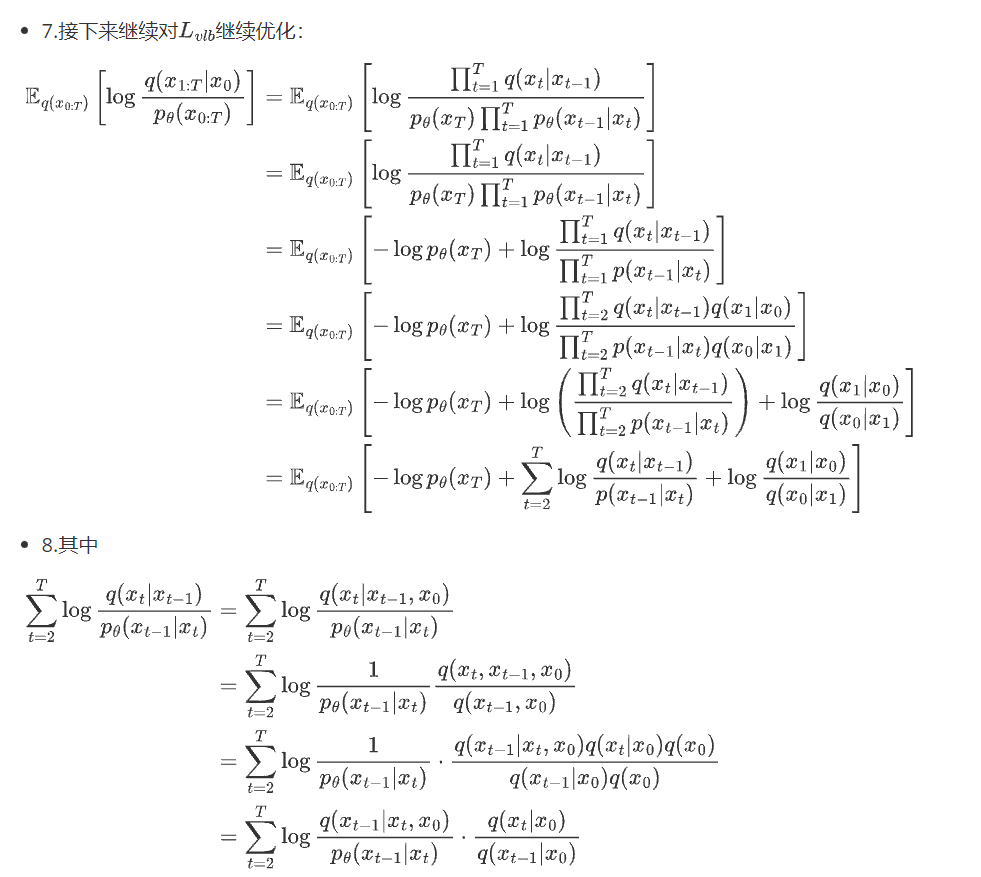 • 7.接下来继续对$L_{vlb}$继续优化：
$\mathbb{E}_{q(x_{0:T})}\left[\log \frac{q(x_{1:T}|x_0)}{p_\theta(x_{0:T})}\right] = \mathbb{E}_{q(x_{0:T})}\left[\log \frac{\prod_{t=1}^{T} q(x_t|x_{t-1})}{p_\theta(x_T)\prod_{t=1}^{T} p_\theta(x_{t-1}|x_t)}\right]$
$= \mathbb{E}_{q(x_{0:T})}\left[\log \frac{\prod_{t=1}^{T} q(x_t|x_{t-1})}{p_\theta(x_T)\prod_{t=1}^{T} p_\theta(x_{t-1}|x_t)}\right]$
$= \mathbb{E}_{q(x_{0:T})}\left[-\log p_\theta(x_T) + \log \frac{\prod_{t=1}^{T} q(x_t|x_{t-1})}{\prod_{t=1}^{T} p(x_{t-1}|x_t)}\right]$
$= \mathbb{E}_{q(x_{0:T})}\left[-\log p_\theta(x_T) + \log \frac{\prod_{t=2}^{T} q(x_t|x_{t-1})q(x_1|x_0)}{\prod_{t=2}^{T} p(x_{t-1}|x_t)q(x_0|x_1)}\right]$
$= \mathbb{E}_{q(x_{0:T})}\left[-\log p_\theta(x_T) + \log \left(\frac{\prod_{t=2}^{T} q(x_t|x_{t-1})}{\prod_{t=2}^{T} p(x_{t-1}|x_t)}\right) + \log \frac{q(x_1|x_0)}{q(x_0|x_1)}\right]$
$= \mathbb{E}_{q(x_{0:T})}\left[-\log p_\theta(x_T) + \sum_{t=2}^{T} \log \frac{q(x_t|x_{t-1})}{p(x_{t-1}|x_t)} + \log \frac{q(x_1|x_0)}{q(x_0|x_1)}\right]$
• 8.其中
$\sum_{t=2}^{T} \log \frac{q(x_t|x_{t-1})}{p_\theta(x_{t-1}|x_t)} = \sum_{t=2}^{T} \log \frac{q(x_t|x_{t-1},x_0)}{p_\theta(x_{t-1}|x_t)}$
$= \sum_{t=2}^{T} \log \frac{1}{p_\theta(x_{t-1}|x_t)} \frac{q(x_t,x_{t-1},x_0)}{q(x_{t-1},x_0)}$
$= \sum_{t=2}^{T} \log \frac{1}{p_\theta(x_{t-1}|x_t)} \cdot \frac{q(x_{t-1}|x_t,x_0)q(x_t|x_0)q(x_0)}{q(x_{t-1}|x_0)q(x_0)}$
$= \sum_{t=2}^{T} \log \frac{q(x_{t-1}|x_t,x_0)}{p_\theta(x_{t-1}|x_t)} \cdot \frac{q(x_t|x_0)}{q(x_{t-1}|x_0)}$